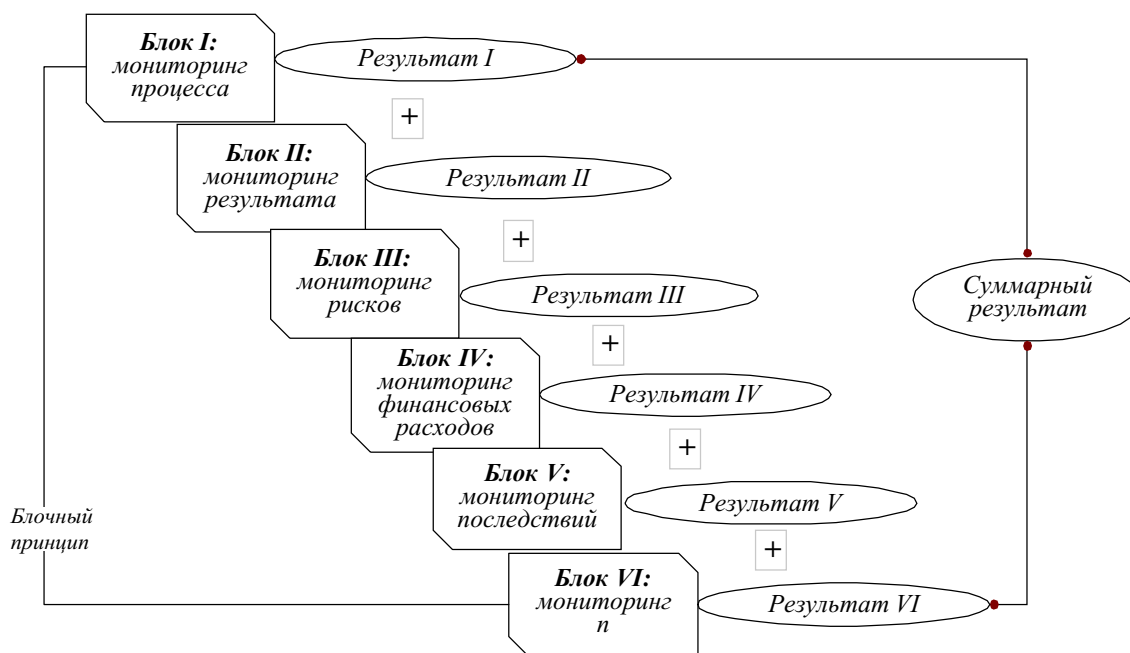 Блок I:
мониторинг
процесса
Результат I
+
Блок II:
мониторинг
результата
Результат II
+
Блок III:
мониторинг
рисков
Результат III
+
Суммарный
результат
Блок IV:
мониторинг
финансовых
расходов
Результат IV
+
Блок V:
мониторинг
последствий
Результат V
+
Блочный
принцип
Блок VI:
мониторинг
n
Результат VI